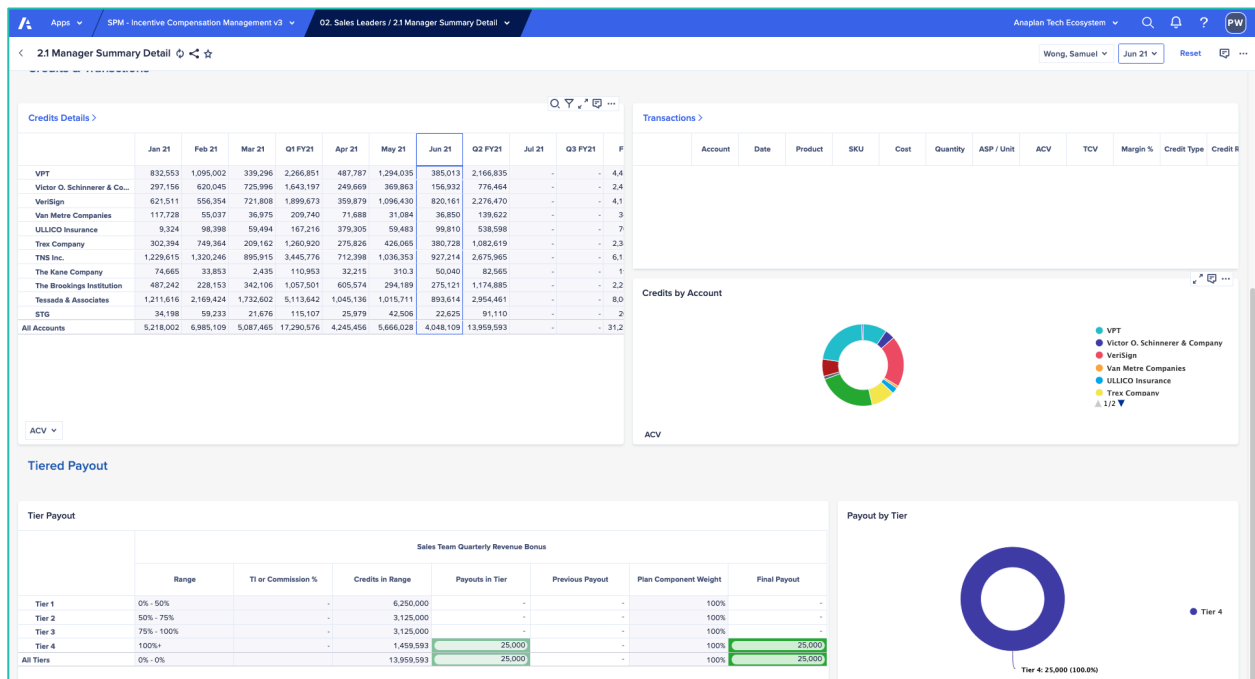 Apps SPM - Incentive Compensation Management v3 02. Sales Leaders / 2.1 Manager Summary Detail Anaplan Tech Ecosystem ? PW
2.1 Manager Summary Detail Wong, Samuel Jun 21 Reset
Credits & Transactions
Credits Details >
Jan 21 Feb 21 Mar 21 Q1 FY21 Apr 21 May 21 Jun 21 Q2 FY21 Jul 21 Q3 FY21 F
VPT 832,553 1,095,002 339,296 2,266,851 487,787 1,294,035 385,013 2,166,835 - - 4,4
Victor O. Schinnerer & Co... 297,156 620,045 725,996 1,643,197 249,669 369,863 156,932 776,464 - - 2,4
VeriSign 621,511 556,354 721,808 1,899,673 359,879 1,096,430 820,161 2,276,470 - - 4,1
Van Metre Companies 117,728 55,037 36,975 209,740 71,688 31,084 36,850 139,622 - -
ULLICO Insurance 9,324 98,398 59,494 167,216 379,305 59,483 99,810 538,598 - -
Trex Company 302,394 749,364 209,162 1,260,920 275,826 426,065 380,728 1,082,619 - - 2,3
TNS Inc. 1,229,615 1,320,246 895,915 3,445,776 712,398 1,036,353 927,214 2,675,965 - - 6,1
The Kane Company 74,665 33,853 2,435 110,953 32,215 310.3 50,040 82,565 - -
The Brookings Institution 487,242 228,153 342,106 1,057,501 605,574 294,189 275,121 1,174,885 - - 2,2
Tessada & Associates 1,211,616 2,169,424 1,732,602 5,113,642 1,045,136 1,015,711 893,614 2,954,461 - - 8,0
STG 34,198 59,233 21,676 115,107 25,979 42,506 22,625 91,110 - -
All Accounts 5,218,002 6,985,109 5,087,465 17,290,576 4,245,456 5,666,028 4,048,109 13,959,593 - - 31,2
ACV
Transactions >
Account Date Product SKU Cost Quantity ASP / Unit ACV TCV Margin % Credit Type Credit R
Credits by Account
VPT
Victor O. Schinnerer & Company
VeriSign
Van Metre Companies
ULLICO Insurance
Trex Company
1/2
ACV
Tiered Payout
Tier Payout
Sales Team Quarterly Revenue Bonus
Range TI or Commission % Credits in Range Payouts in Tier Previous Payout Plan Component Weight Final Payout
Tier 1 0% - 50% - 6,250,000 - - 100% -
Tier 2 50% - 75% - 3,125,000 - - 100% -
Tier 3 75% - 100% - 3,125,000 - - 100% -
Tier 4 100%+ - 1,459,593 25,000 - 100% 25,000
All Tiers 0% - 0% - 13,959,593 25,000 - 100% 25,000
Payout by Tier
Tier 4
Tier 4: 25,000 (100.0%)